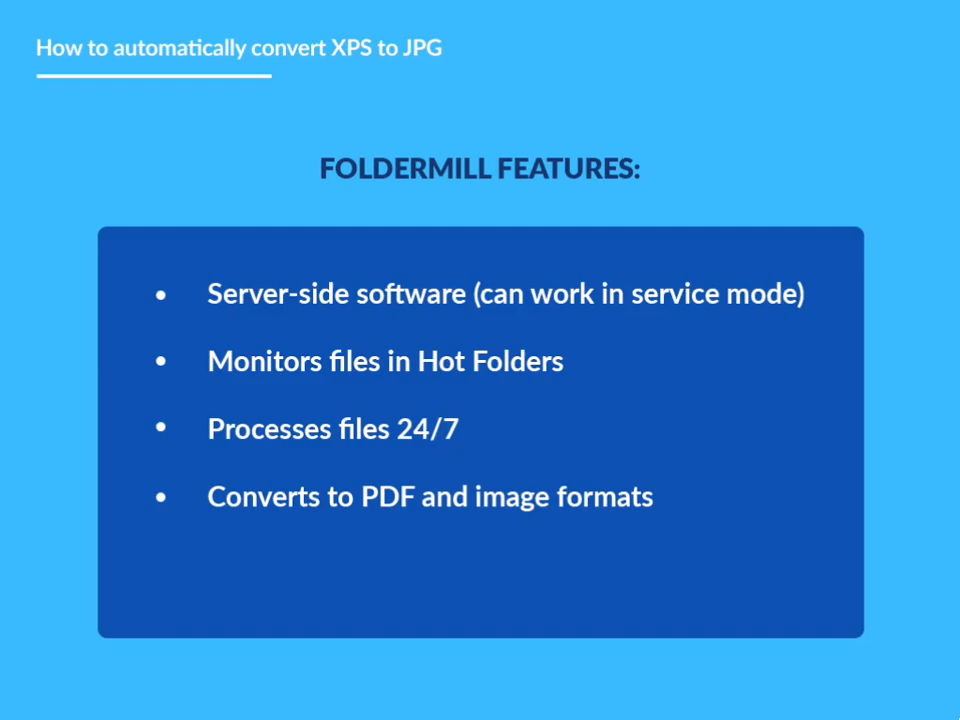 How to automatically convert XPS to JPG
FOLDERMILL FEATURES:
• Server-side software (can work in service mode)
• Monitors files in Hot Folders
• Processes files 24/7
• Converts to PDF and image formats